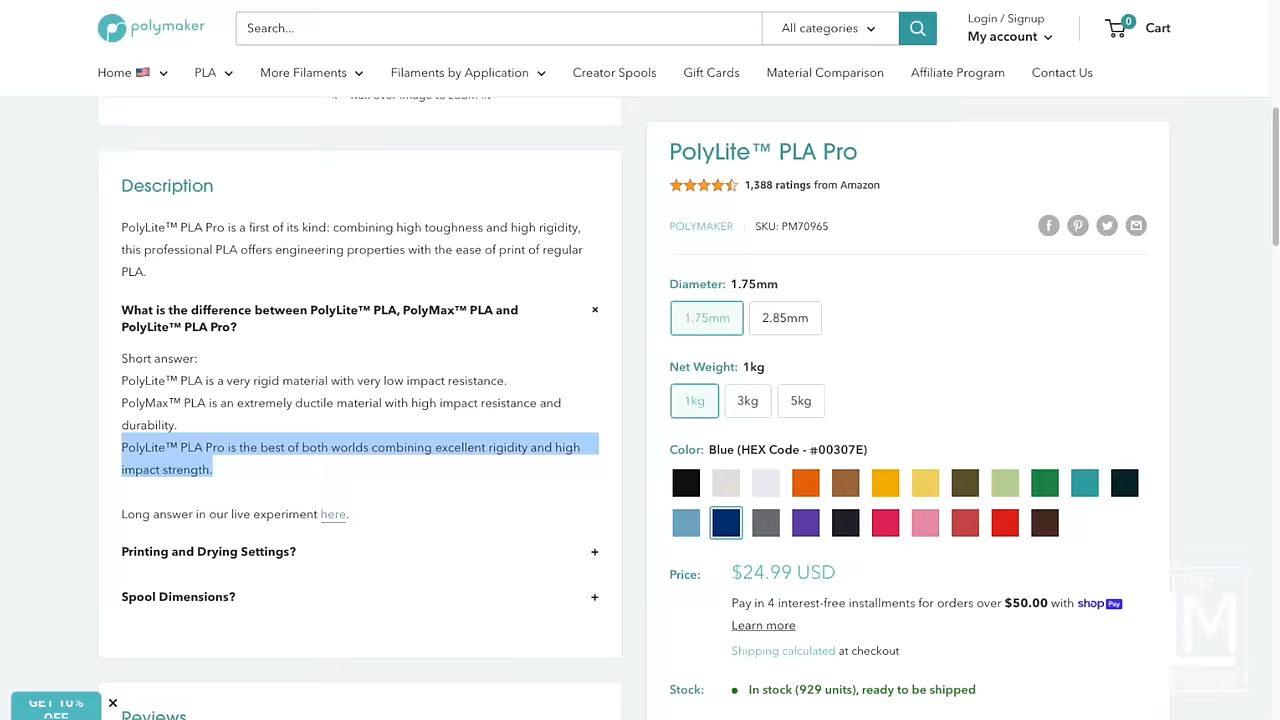 polymaker
Search...
All categories
Login / Signup
My account
0
Cart
Home
PLA
More Filaments
Filaments by Application
Creator Spools
Gift Cards
Material Comparison
Affiliate Program
Contact Us
Roll over image to zoom in
Description
PolyLite™ PLA Pro is a first of its kind: combining high toughness and high rigidity,
this professional PLA offers engineering properties with the ease of print of regular
PLA.
What is the difference between PolyLite™ PLA, PolyMax™ PLA and
PolyLite™ PLA Pro?
Short answer:
PolyLite™ PLA is a very rigid material with very low impact resistance.
PolyMax™ PLA is an extremely ductile material with high impact resistance and
durability.
PolyLite™ PLA Pro is the best of both worlds combining excellent rigidity and high
impact strength.
Long answer in our live experiment here.
Printing and Drying Settings? +
Spool Dimensions? +
GET 10%
OFF
Reviews
PolyLite™ PLA Pro
1,388 ratings from Amazon
POLYMAKER
SKU: PM70965
Diameter: 1.75mm
1.75mm
2.85mm
Net Weight: 1kg
1kg
3kg
5kg
Color: Blue (HEX Code - #00307E)
Price: $24.99 USD
Pay in 4 interest-free installments for orders over $50.00 with shop Pay
Learn more
Shipping calculated at checkout
Stock: In stock (929 units), ready to be shipped